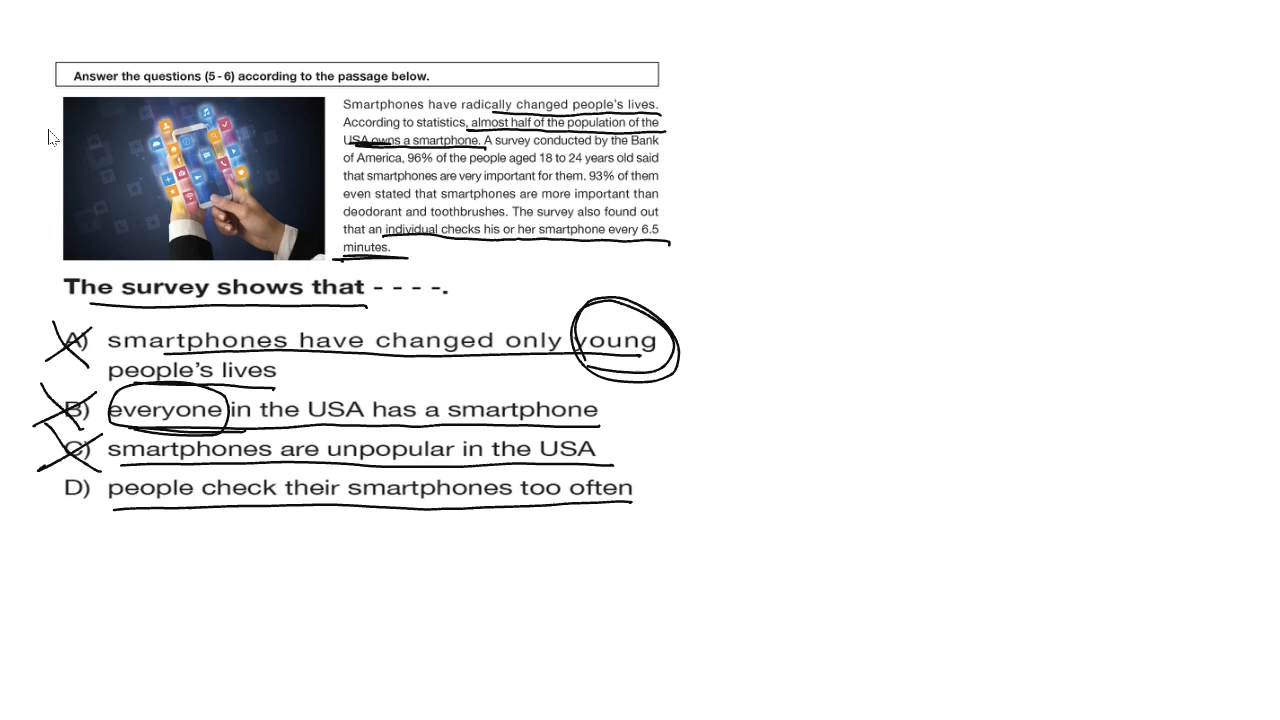 Answer the questions (5 - 6) according to the passage below.
Smartphones have radically changed people's lives.
According to statistics, almost half of the population of the
USA owns a smartphone. A survey conducted by the Bank
of America, 96% of the people aged 18 to 24 years old said
that smartphones are very important for them. 93% of them
even stated that smartphones are more important than
deodorant and toothbrushes. The survey also found out
that an individual checks his or her smartphone every 6.5
minutes.
The survey shows that - - - -.
A) smartphones have changed only young
people's lives
B) everyone in the USA has a smartphone
C) smartphones are unpopular in the USA
D) people check their smartphones too often